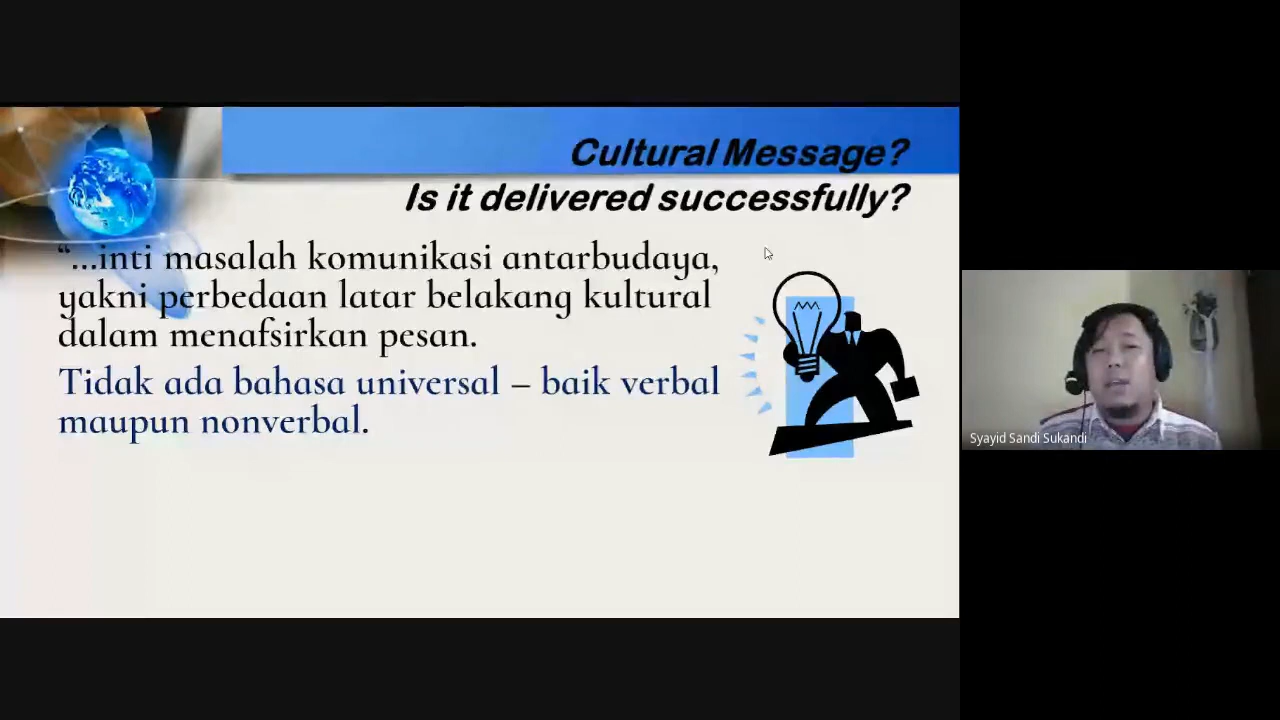 Cultural Message?
Is it delivered successfully?
“...inti masalah komunikasi antarbudaya,
yakni perbedaan latar belakang kultural
dalam menafsirkan pesan.
Tidak ada bahasa universal – baik verbal
maupun nonverbal.
Syayid Sandi Sukandi